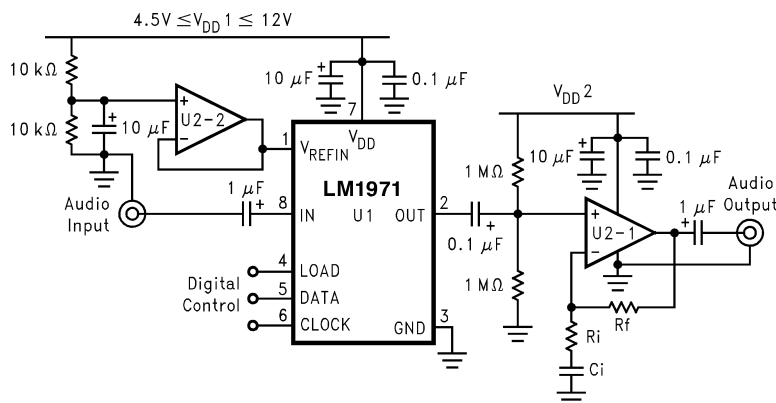 4.5V ≤V_DD 1 ≤ 12V
10 kΩ
10 kΩ
+
10 μF
+
−
U2-2
+
10 μF
0.1 μF
7
V_DD
1
V_REFIN
LM1971
Audio
Input
1 μF
+
8
IN
U1
OUT
2
Digital
Control
4
LOAD
5
DATA
6
CLOCK
GND
3
0.1 μF
+
V_DD 2
1 MΩ
1 MΩ
+
10 μF
0.1 μF
+
−
U2-1
1 μF
+
Audio
Output
Rf
Ri
Ci